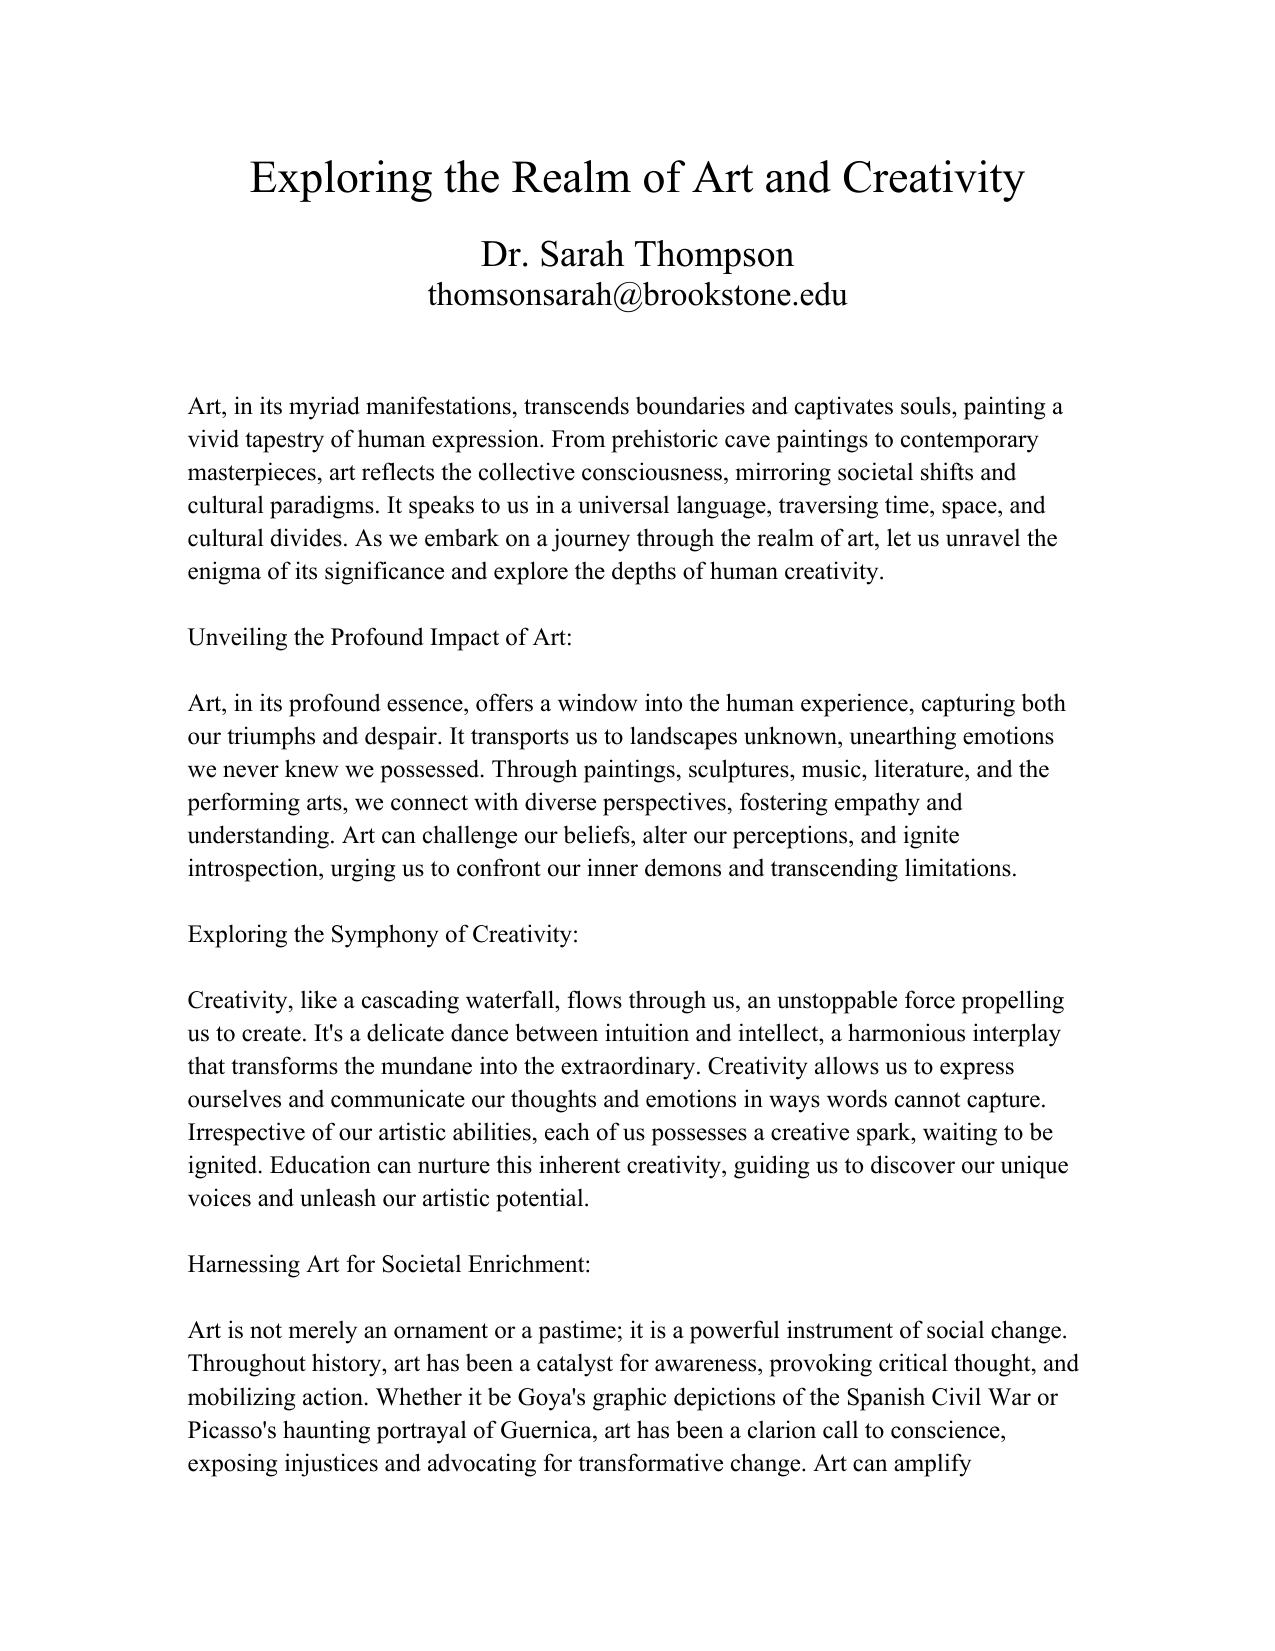 Exploring the Realm of Art and Creativity
Dr. Sarah Thompson
thomsonsarah@brookstone.edu
Art, in its myriad manifestations, transcends boundaries and captivates souls, painting a
vivid tapestry of human expression. From prehistoric cave paintings to contemporary
masterpieces, art reflects the collective consciousness, mirroring societal shifts and
cultural paradigms. It speaks to us in a universal language, traversing time, space, and
cultural divides. As we embark on a journey through the realm of art, let us unravel the
enigma of its significance and explore the depths of human creativity.
Unveiling the Profound Impact of Art:
Art, in its profound essence, offers a window into the human experience, capturing both
our triumphs and despair. It transports us to landscapes unknown, unearthing emotions
we never knew we possessed. Through paintings, sculptures, music, literature, and the
performing arts, we connect with diverse perspectives, fostering empathy and
understanding. Art can challenge our beliefs, alter our perceptions, and ignite
introspection, urging us to confront our inner demons and transcending limitations.
Exploring the Symphony of Creativity:
Creativity, like a cascading waterfall, flows through us, an unstoppable force propelling
us to create. It's a delicate dance between intuition and intellect, a harmonious interplay
that transforms the mundane into the extraordinary. Creativity allows us to express
ourselves and communicate our thoughts and emotions in ways words cannot capture.
Irrespective of our artistic abilities, each of us possesses a creative spark, waiting to be
ignited. Education can nurture this inherent creativity, guiding us to discover our unique
voices and unleash our artistic potential.
Harnessing Art for Societal Enrichment:
Art is not merely an ornament or a pastime; it is a powerful instrument of social change.
Throughout history, art has been a catalyst for awareness, provoking critical thought, and
mobilizing action. Whether it be Goya's graphic depictions of the Spanish Civil War or
Picasso's haunting portrayal of Guernica, art has been a clarion call to conscience,
exposing injustices and advocating for transformative change. Art can amplify